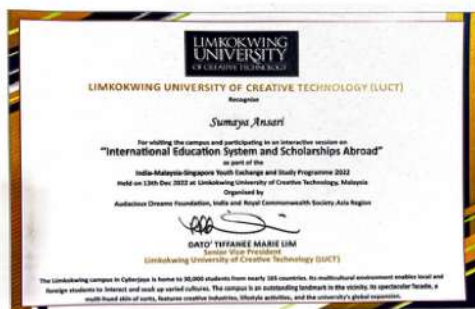 LIMKOKWING
UNIVERSITY
OF CREATIVE TECHNOLOGY
LIMKOKWING UNIVERSITY OF CREATIVE TECHNOLOGY (LUCT)
Recognise
Sumaya Ansari
For visiting the campus and participating in an interactive session on
"International Education System and Scholarships Abroad"
as part of the
India-Malaysia-Singapore Youth Exchange and Study Programme 2022
Held on 13th Dec 2022 at Limkokwing University of Creative Technology, Malaysia
Organised by
Audacious Dreams Foundation, India and Royal Commonwealth Society Asia Region
DATO' TIFFANEE MARIE LIM
Senior Vice President
Limkokwing University of Creative Technology (LUCT)
The Limkokwing campus in Cyberjaya is home to 30,000 students from nearly 165 countries. Its multicultural environment enables local and
foreign students to interact and soak up varied cultures. The campus is an outstanding landmark in the vicinity. Its spectacular facade, a
multi-hued skin of sorts, features creative industries, lifestyle activities, and the university's global expansion.